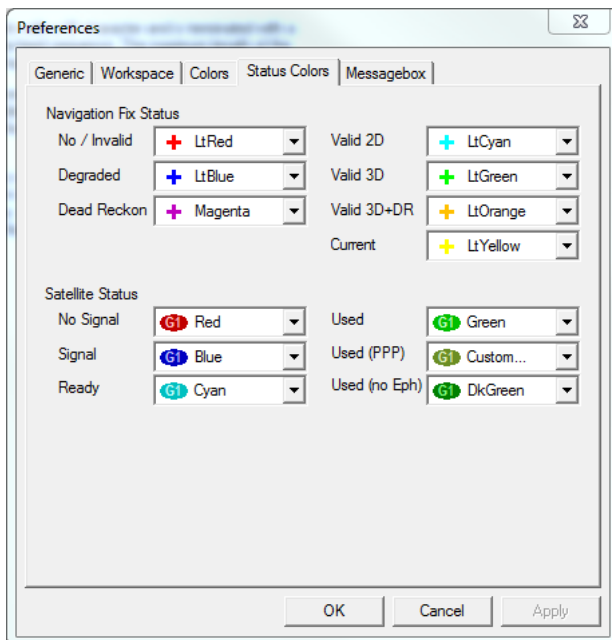 Preferences
Generic Workspace Colors Status Colors Messagebox
Navigation Fix Status
No / Invalid LtRed Valid 2D LtCyan
Degraded LtBlue Valid 3D LtGreen
Dead Reckon Magenta Valid 3D+DR LtOrange
Current LtYellow
Satellite Status
No Signal G1 Red Used G1 Green
Signal G1 Blue Used (PPP) G1 Custom...
Ready G1 Cyan Used (no Eph) G1 DkGreen
OK Cancel Apply